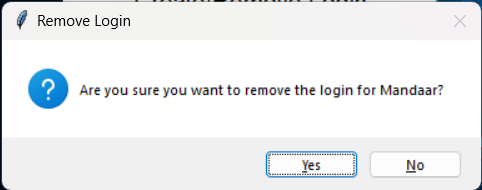 Remove Login
Are you sure you want to remove the login for Mandaar?
Yes
No